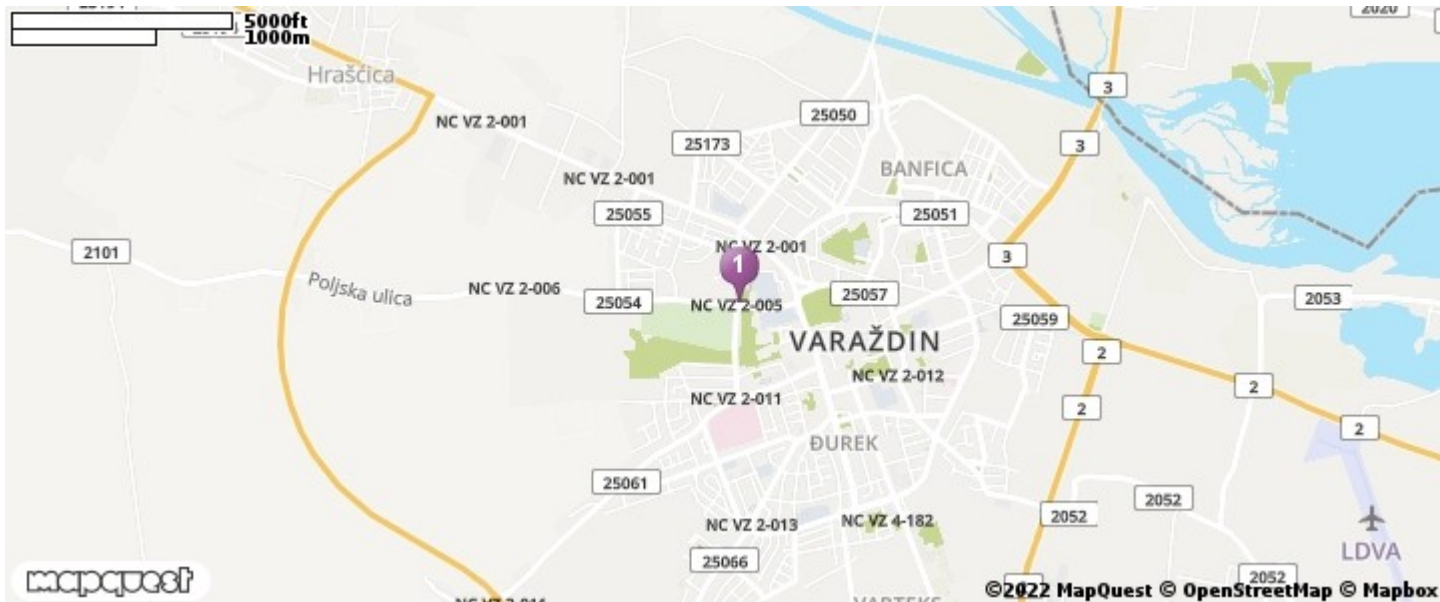 5000ft
1000m
2020
Hrašćica
3
NC VZ 2-001
25050
25173
3
BANFICA
NC VZ 2-001
25055
25051
2101
NC VZ 2-001
3
1
Poljska ulica
NC VZ 2-006
25054
NC VZ 2-005
25057
2053
25059
VARAŽDIN
2
NC VZ 2-012
2
NC VZ 2-011
2
2
ĐUREK
25061
2052
2052
NC VZ 2-013
NC VZ 4-182
LDVA
25066
2052
mapquest
©2022 MapQuest © OpenStreetMap © Mapbox